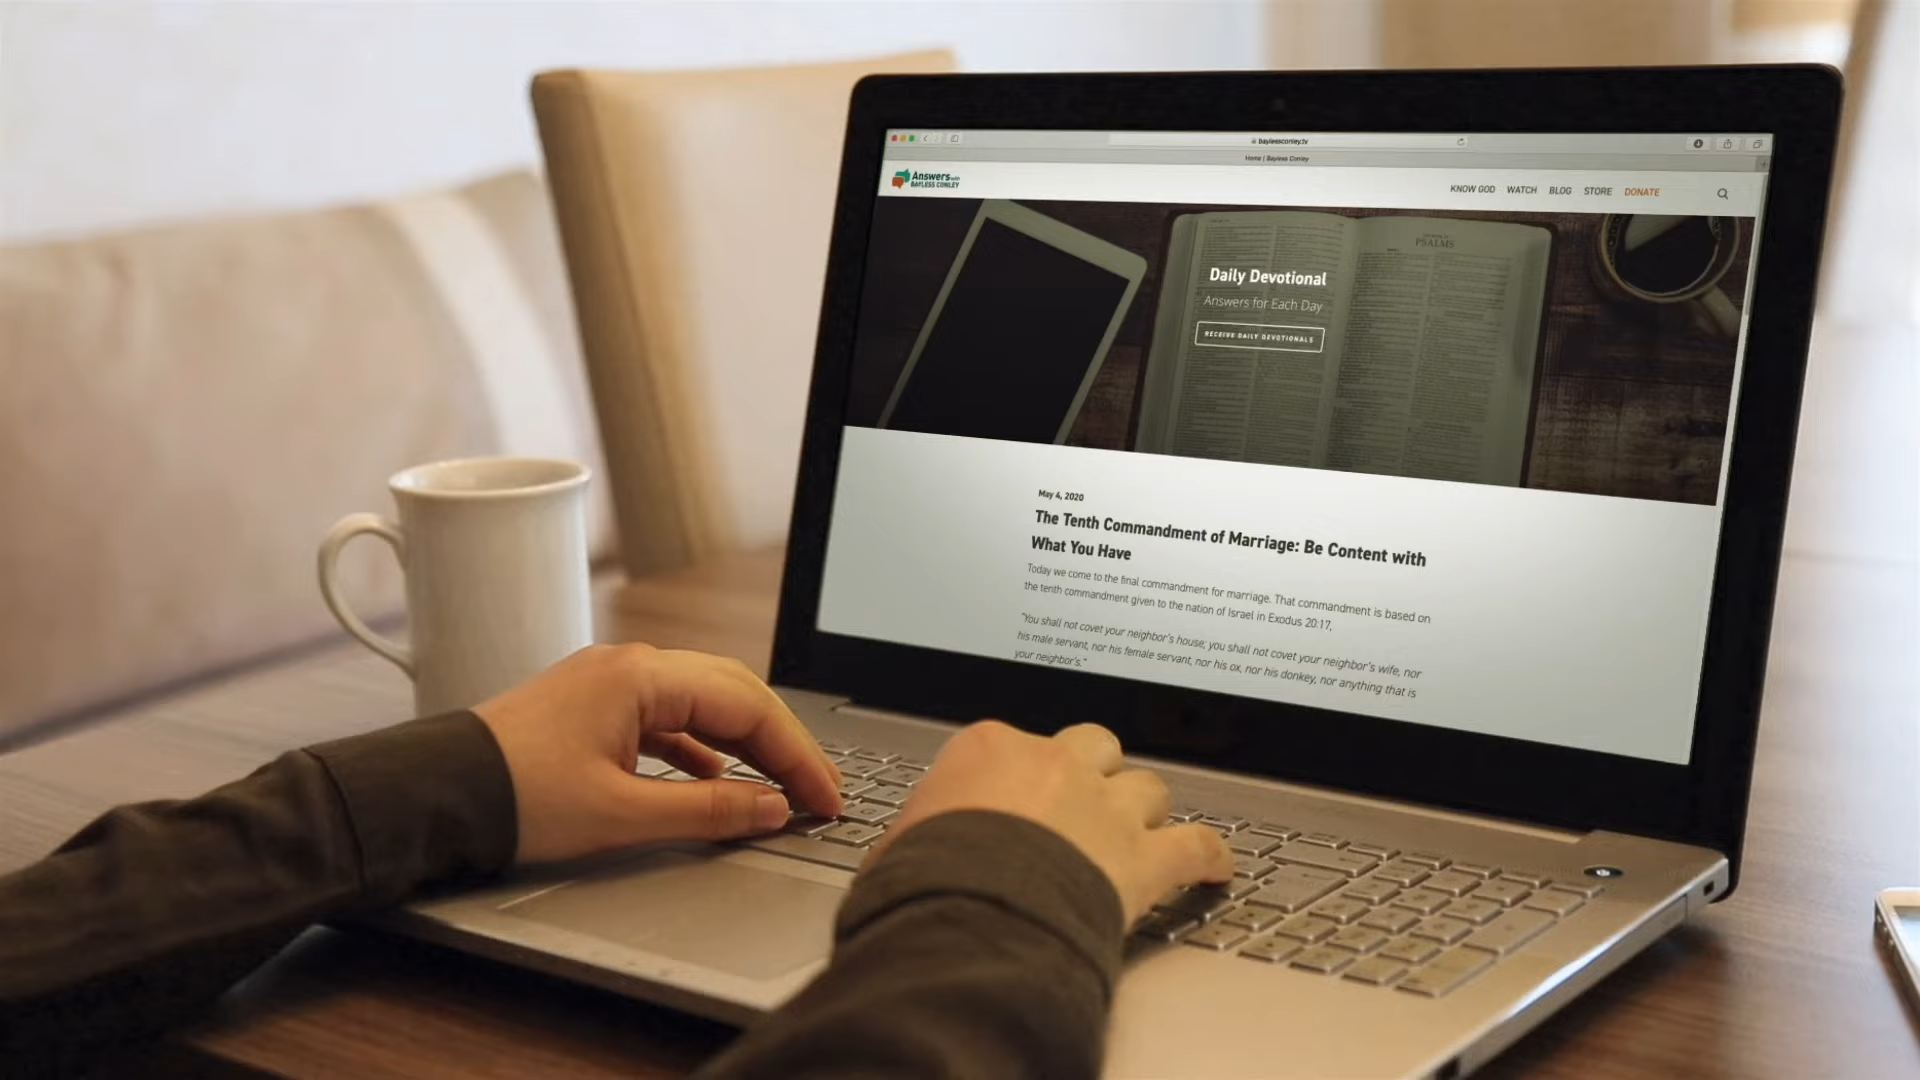 baylessconley.tv
Home | Bayless Conley
Answers with
BAYLESS CONLEY
KNOW GOD WATCH BLOG STORE DONATE
PSALMS
Daily Devotional
Answers for Each Day
RECEIVE DAILY DEVOTIONALS
May 4, 2020
The Tenth Commandment of Marriage: Be Content with
What You Have
Today we come to the final commandment for marriage. That commandment is based on
the tenth commandment given to the nation of Israel in Exodus 20:17,
"You shall not covet your neighbor's house; you shall not covet your neighbor's wife, nor
his male servant, nor his female servant, nor his ox, nor his donkey, nor anything that is
your neighbor's."